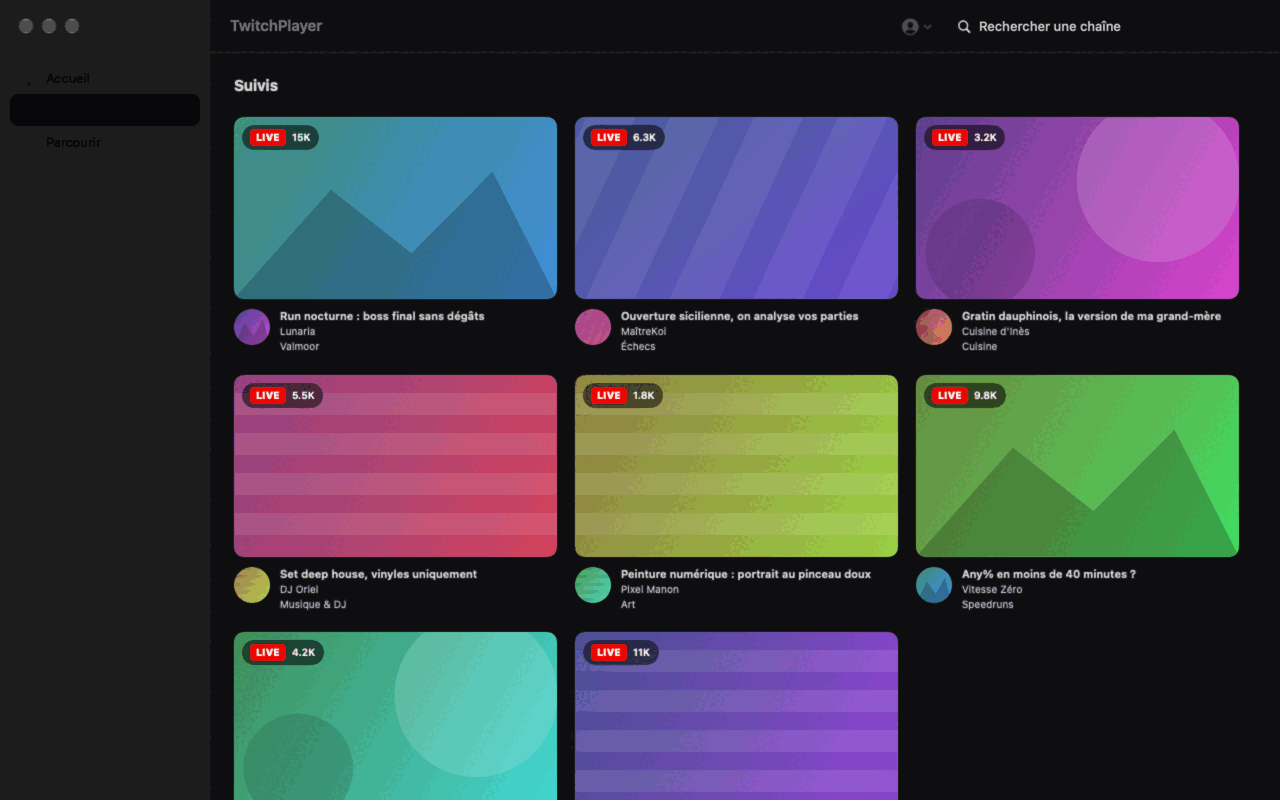 TwitchPlayer
Rechercher une chaîne
Accueil
Parcourir
Suivis
LIVE 15K
LIVE 6.3K
LIVE 3.2K
Run nocturne : boss final sans dégâts
Lunaria
Valmoor
Ouverture sicilienne, on analyse vos parties
MaîtreKoi
Échecs
Gratin dauphinois, la version de ma grand-mère
Cuisine d'Inès
Cuisine
LIVE 5.5K
LIVE 1.8K
LIVE 9.8K
Set deep house, vinyles uniquement
DJ Oriel
Musique & DJ
Peinture numérique : portrait au pinceau doux
Pixel Manon
Art
Any% en moins de 40 minutes ?
Vitesse Zéro
Speedruns
LIVE 4.2K
LIVE 11K